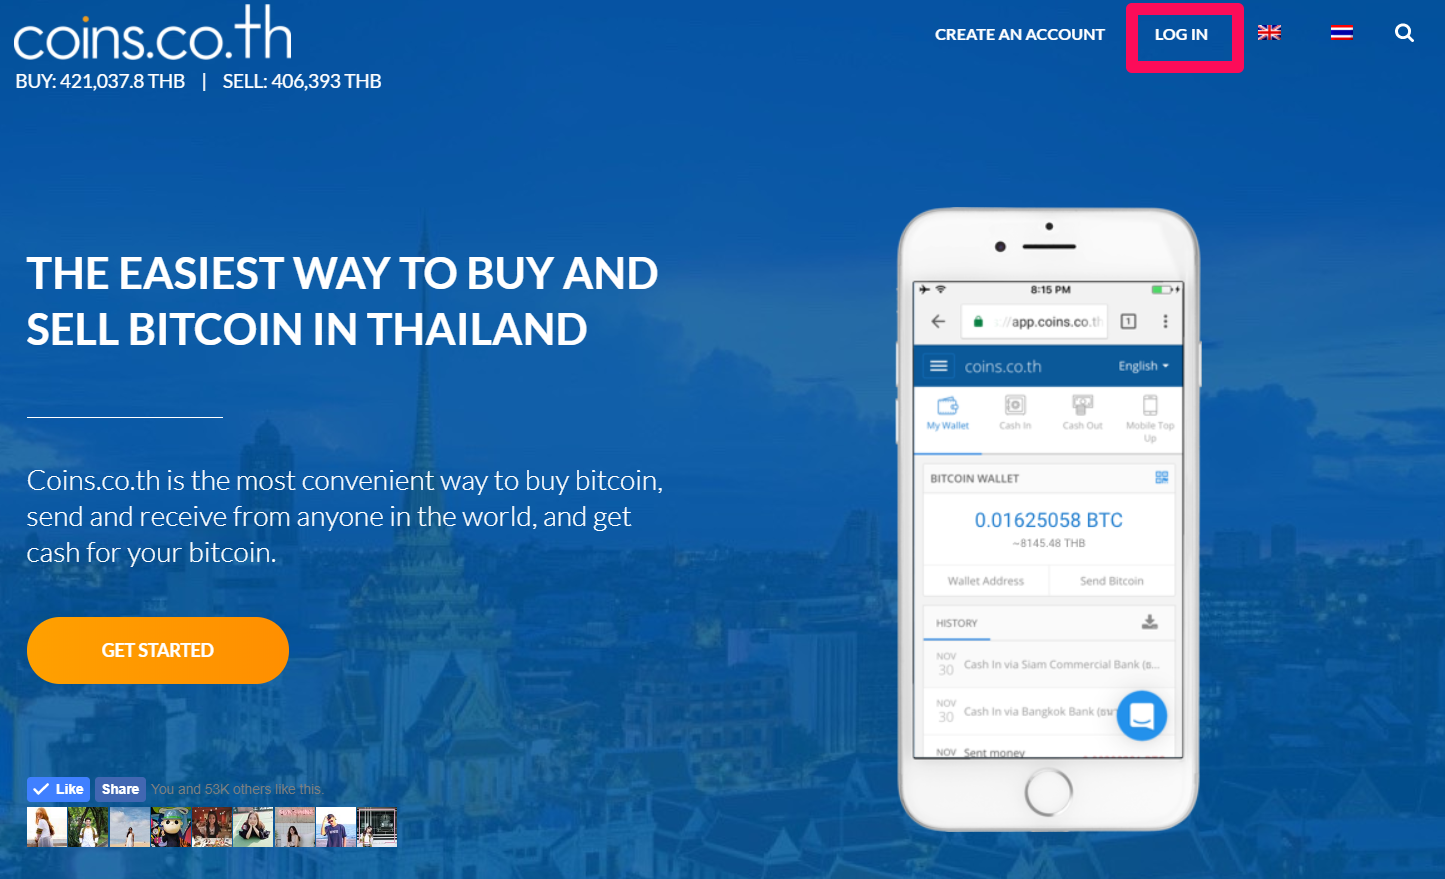 coins.co.th
BUY: 421,037.8 THB | SELL: 406,393 THB
CREATE AN ACCOUNT
LOG IN
THE EASIEST WAY TO BUY AND
SELL BITCOIN IN THAILAND
Coins.co.th is the most convenient way to buy bitcoin,
send and receive from anyone in the world, and get
cash for your bitcoin.
GET STARTED
Like Share You and 53K others like this.
8:15 PM
://app.coins.co.th
1
coins.co.th English
My Wallet Cash In Cash Out Mobile Top
Up
BITCOIN WALLET
0.01625058 BTC
~8145.48 THB
Wallet Address Send Bitcoin
HISTORY
NOV
30 Cash In via Siam Commercial Bank (ธ...
NOV
30 Cash In via Bangkok Bank (ธนา
NOV Sent money